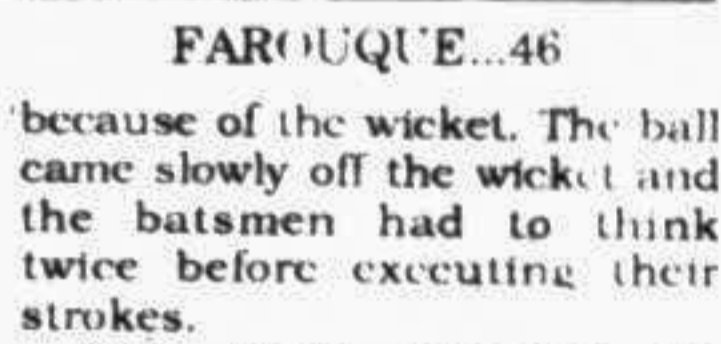 FAROUQUE...46
because of the wicket. The ball
came slowly off the wicket and
the batsmen had to think
twice before executing their
strokes.